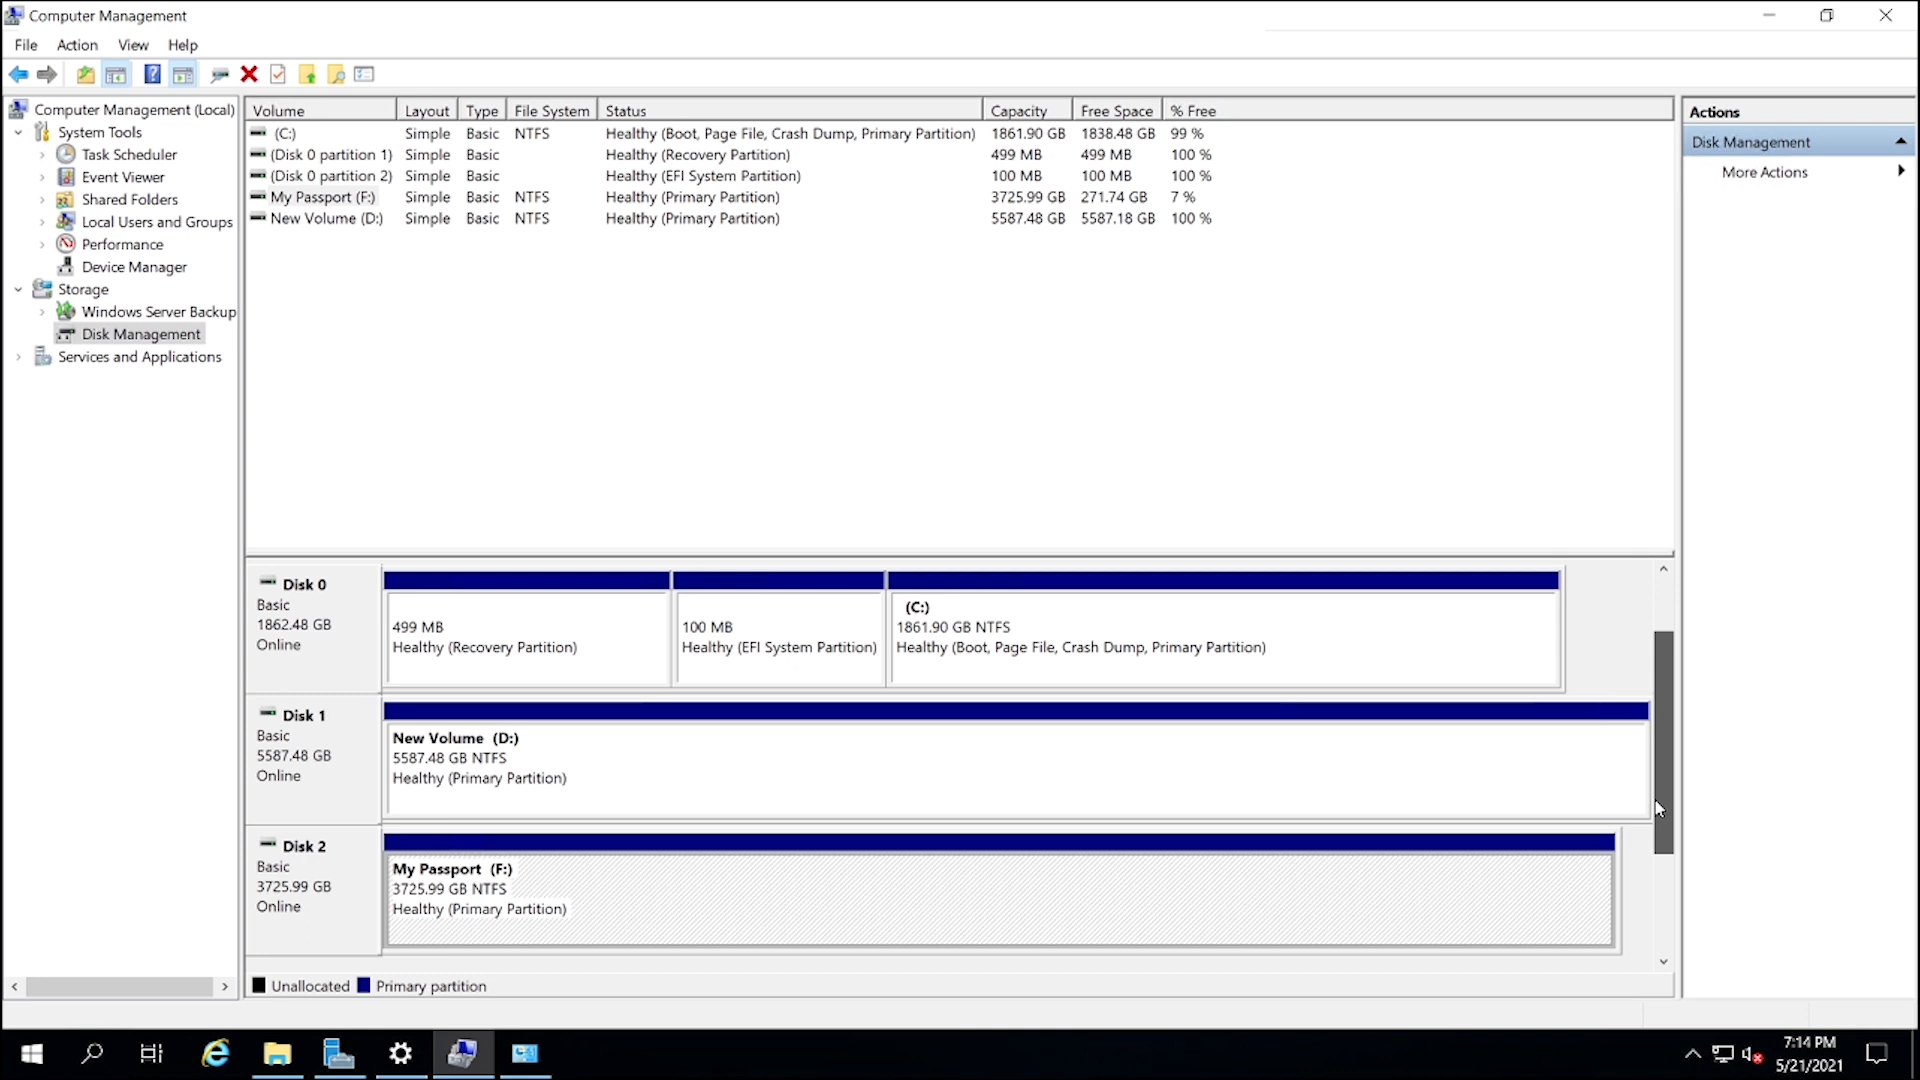 Computer Management
File Action View Help
Computer Management (Local)
System Tools
Task Scheduler
Event Viewer
Shared Folders
Local Users and Groups
Performance
Device Manager
Storage
Windows Server Backup
Disk Management
Services and Applications
Volume Layout Type File System Status Capacity Free Space % Free
(C:) Simple Basic NTFS Healthy (Boot, Page File, Crash Dump, Primary Partition) 1861.90 GB 1838.48 GB 99 %
(Disk 0 partition 1) Simple Basic Healthy (Recovery Partition) 499 MB 499 MB 100 %
(Disk 0 partition 2) Simple Basic Healthy (EFI System Partition) 100 MB 100 MB 100 %
My Passport (F:) Simple Basic NTFS Healthy (Primary Partition) 3725.99 GB 271.74 GB 7 %
New Volume (D:) Simple Basic NTFS Healthy (Primary Partition) 5587.48 GB 5587.18 GB 100 %
Disk 0
Basic
1862.48 GB
Online
499 MB
Healthy (Recovery Partition)
100 MB
Healthy (EFI System Partition)
(C:)
1861.90 GB NTFS
Healthy (Boot, Page File, Crash Dump, Primary Partition)
Disk 1
Basic
5587.48 GB
Online
New Volume (D:)
5587.48 GB NTFS
Healthy (Primary Partition)
Disk 2
Basic
3725.99 GB
Online
My Passport (F:)
3725.99 GB NTFS
Healthy (Primary Partition)
Unallocated Primary partition
Actions
Disk Management
More Actions
7:14 PM
5/21/2021